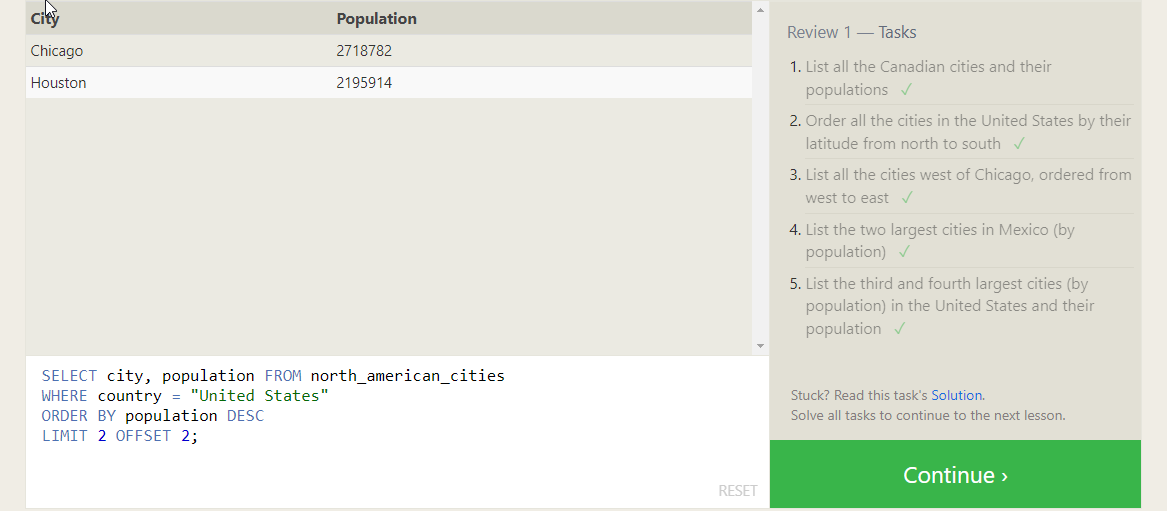 City Population
Chicago 2718782
Houston 2195914
SELECT city, population FROM north_american_cities
WHERE country = "United States"
ORDER BY population DESC
LIMIT 2 OFFSET 2;
RESET
Review 1 — Tasks
1. List all the Canadian cities and their
populations ✓
2. Order all the cities in the United States by their
latitude from north to south ✓
3. List all the cities west of Chicago, ordered from
west to east ✓
4. List the two largest cities in Mexico (by
population) ✓
5. List the third and fourth largest cities (by
population) in the United States and their
population ✓
Stuck? Read this task's Solution.
Solve all tasks to continue to the next lesson.
Continue ›